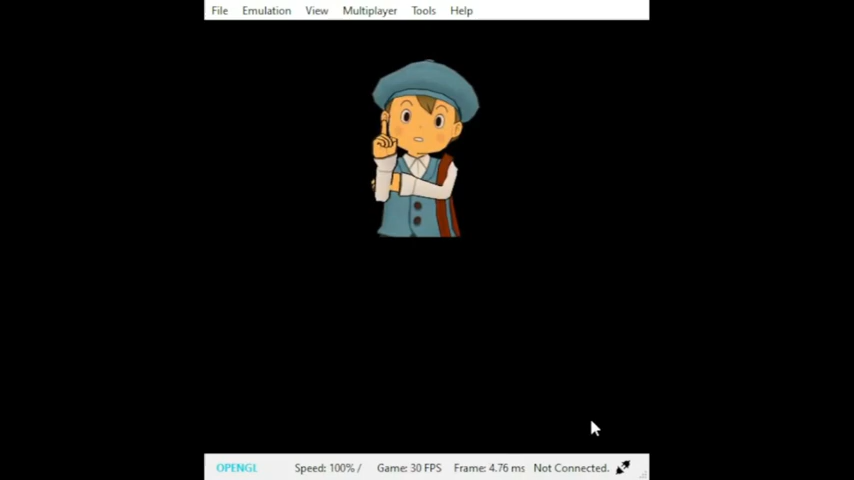 File Emulation View Multiplayer Tools Help
OPENGL Speed: 100% / Game: 30 FPS Frame: 4.76 ms Not Connected.